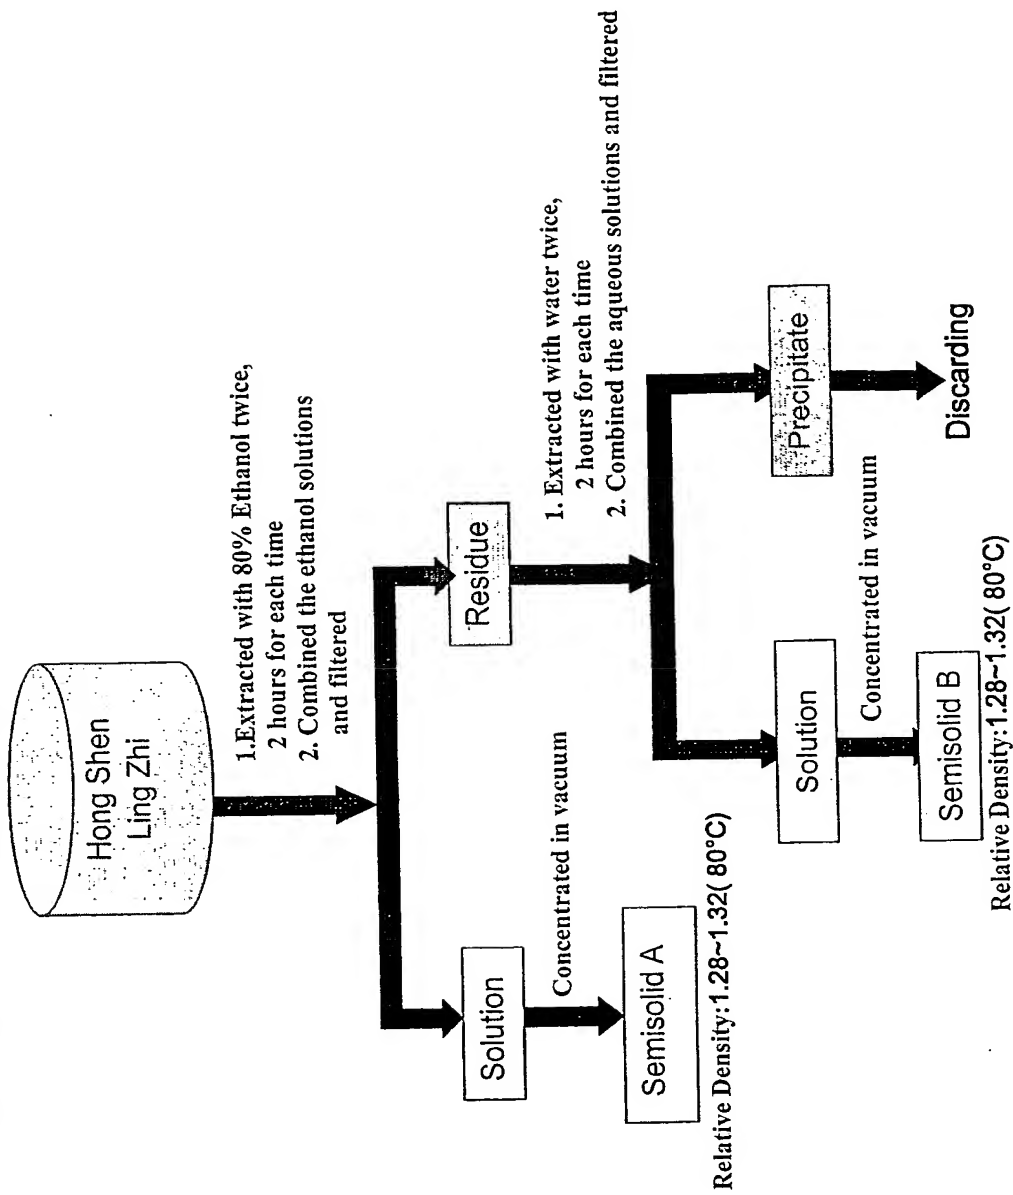 Hong Shen
Ling Zhi
1.Extracted with 80% Ethanol twice,
2 hours for each time
2. Combined the ethanol solutions
and filtered
Solution
Residue
Concentrated in vacuum
Semisolid A
Relative Density:1.28~1.32( 80°C)
1. Extracted with water twice,
2 hours for each time
2. Combined the aqueous solutions and filtered
Solution
Precipitate
Concentrated in vacuum
Discarding
Semisolid B
Relative Density:1.28~1.32( 80°C)